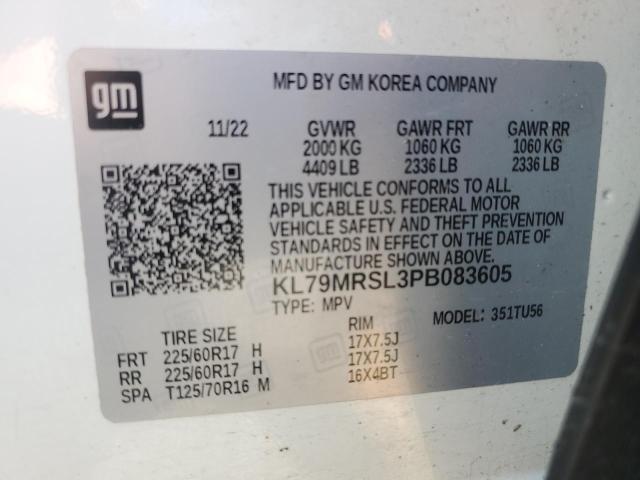 gm
MFD BY GM KOREA COMPANY
11/22 GVWR GAWR FRT GAWR RR
2000 KG 1060 KG 1060 KG
4409 LB 2336 LB 2336 LB
THIS VEHICLE CONFORMS TO ALL
APPLICABLE U.S. FEDERAL MOTOR
VEHICLE SAFETY AND THEFT PREVENTION
STANDARDS IN EFFECT ON THE DATE OF
MANUFACTURE SHOWN ABOVE.
KL79MRSL3PB083605
TYPE: MPV MODEL: 351TU56
TIRE SIZE RIM
FRT 225/60R17 H 17X7.5J
RR 225/60R17 H 17X7.5J
SPA T125/70R16 M 16X4BT
gm